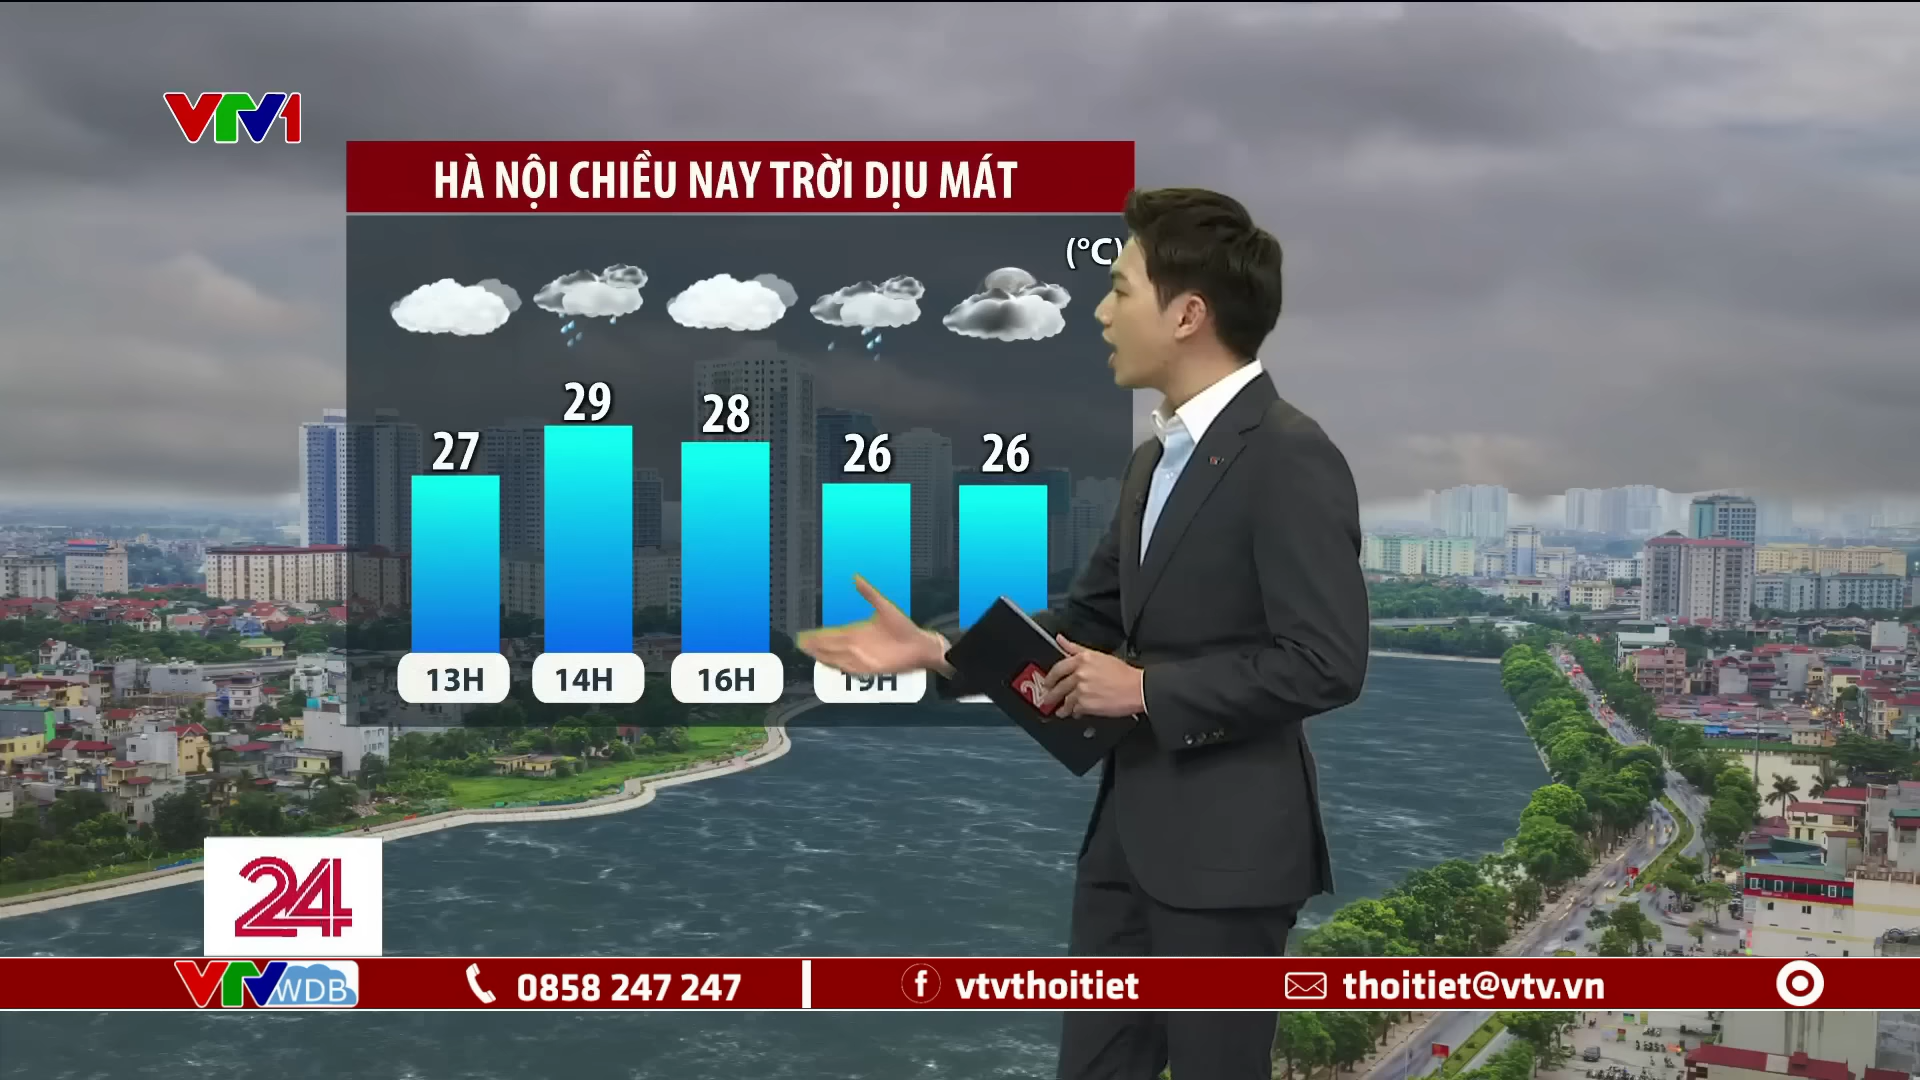 VTV1
HÀ NỘI CHIỀU NAY TRỜI DỊU MÁT
(°C)
27 29 28 26 26
13H 14H 16H 19H
24
24
VTV WDB 0858 247 247 vtvthoitiet thoitiet@vtv.vn